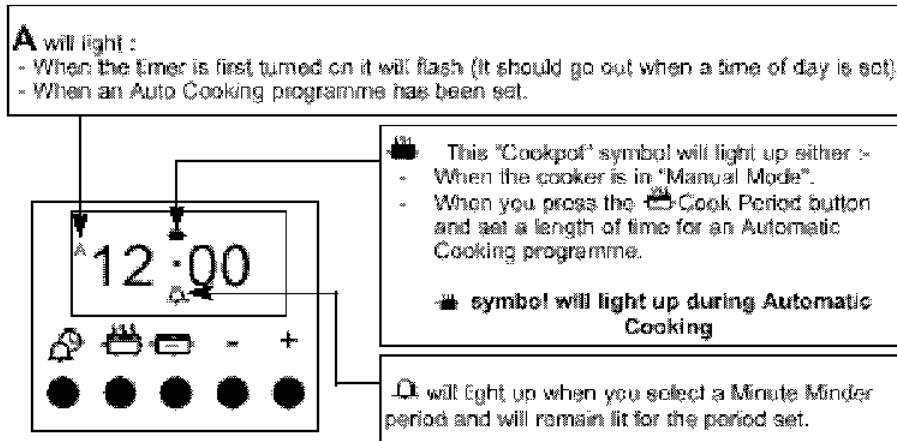 A will light :
- When the timer is first turned on it will flash (It should go out when a time of day is set)
- When an Auto Cooking programme has been set.
This "Cookpot" symbol will light up either :-
- When the cooker is in "Manual Mode".
- When you press the Cook Period button
and set a length of time for an Automatic
Cooking programme.
symbol will light up during Automatic
Cooking
A
12:00
- +
will light up when you select a Minute Minder
period and will remain lit for the period set.